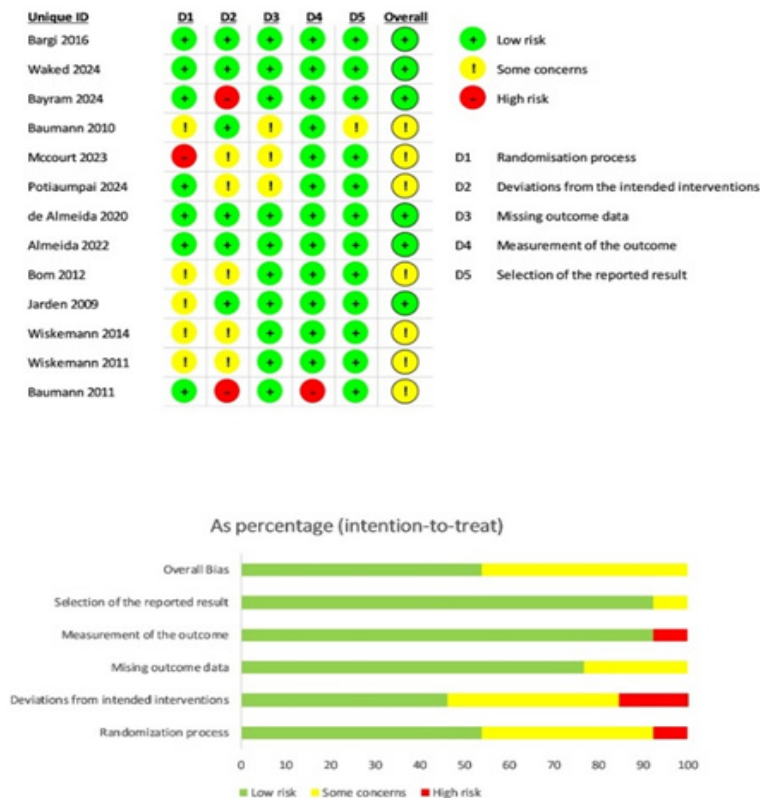 Unique ID D1 D2 D3 D4 D5 Overall
Bargi 2016 + + + + + + + Low risk
Waked 2024 + + + + + + ! Some concerns
Bayram 2024 + - + + + + - High risk
Baumann 2010 ! + ! + ! !
Mccourt 2023 - ! ! + + ! D1 Randomisation process
Potiaumpai 2024 + ! ! + + ! D2 Deviations from the intended interventions
de Almeida 2020 + + + + + + D3 Missing outcome data
Almeida 2022 + + + + + + D4 Measurement of the outcome
Bom 2012 ! ! + + + ! D5 Selection of the reported result
Jarden 2009 ! + + + + +
Wiskemann 2014 ! ! + + + !
Wiskemann 2011 ! ! + + + !
Baumann 2011 + - + - + !
As percentage (intention-to-treat)
Overall Bias
Selection of the reported result
Measurement of the outcome
Mising outcome data
Deviations from intended interventions
Randomization process
0 10 20 30 40 50 60 70 80 90 100
Low risk Some concerns High risk